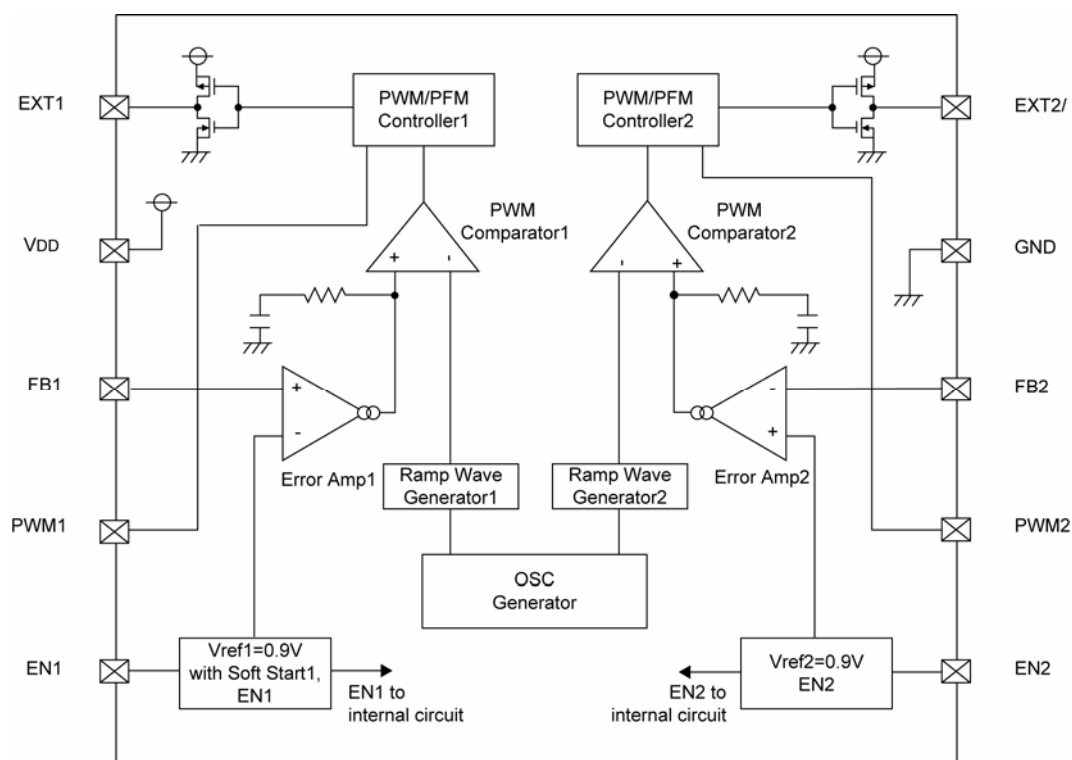 EXT1
PWM/PFM
Controller1
PWM/PFM
Controller2
EXT2/
VDD
PWM
Comparator1
PWM
Comparator2
GND
+
-
-
+
FB1
+
-
Error Amp1
-
+
Error Amp2
FB2
Ramp Wave
Generator1
Ramp Wave
Generator2
PWM1
PWM2
OSC
Generator
EN1
Vref1=0.9V
with Soft Start1,
EN1
EN1 to
internal circuit
EN2 to
internal circuit
Vref2=0.9V
EN2
EN2